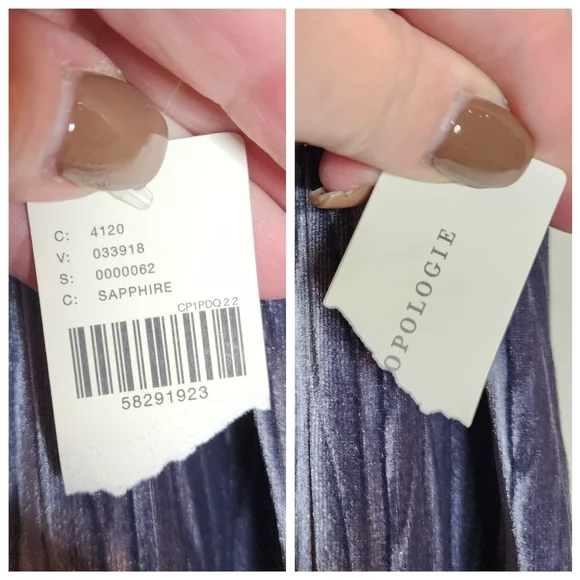 C: 4120
V: 033918
S: 0000062
C: SAPPHIRE
CP1PDQ 2.2
58291923
OPOLOGIE